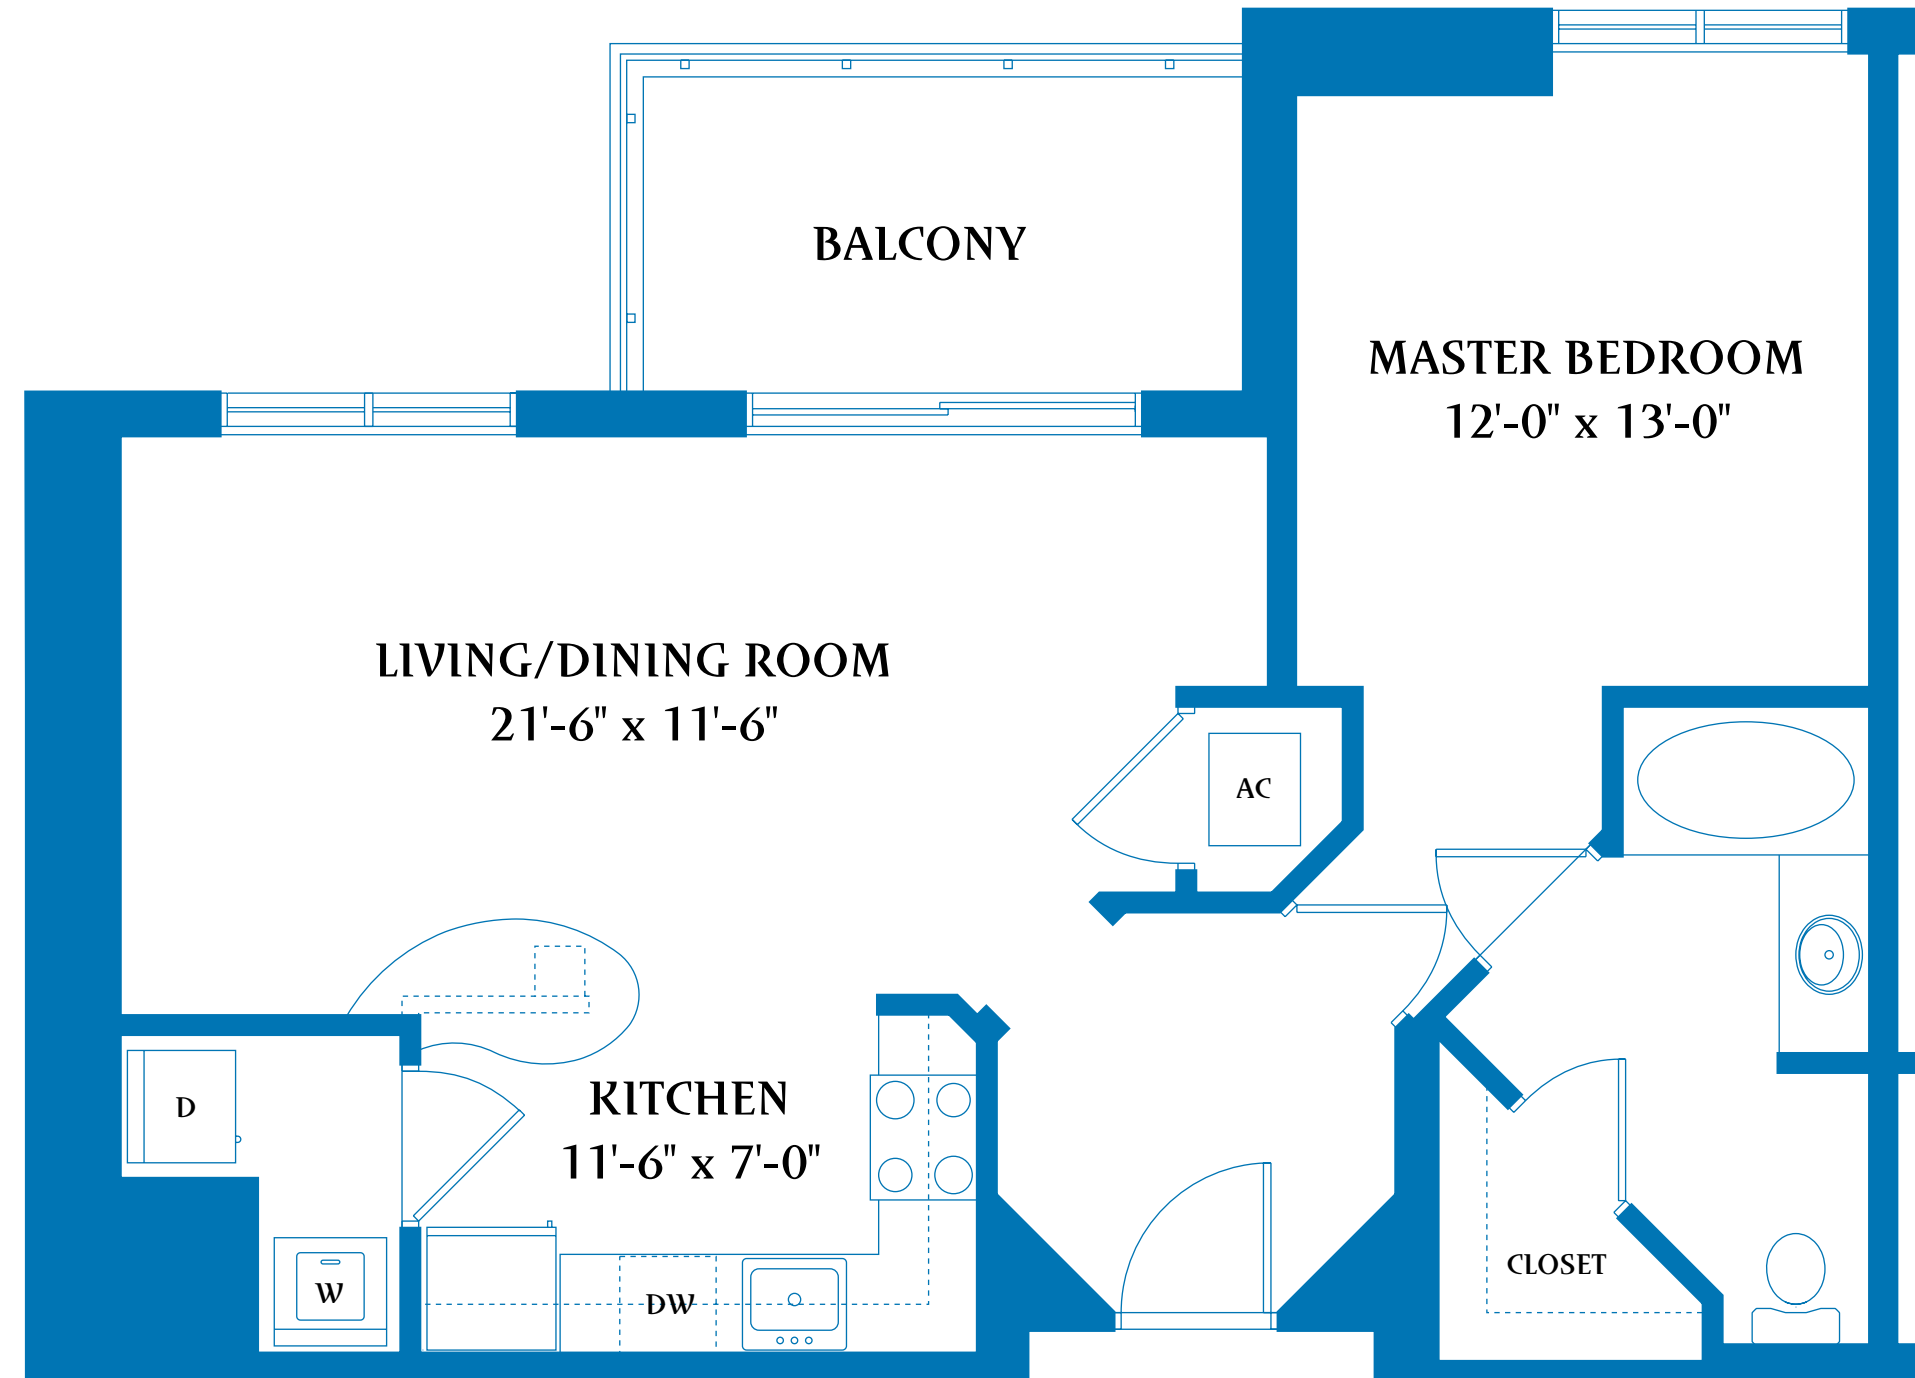 BALCONY
MASTER BEDROOM
12'-0" x 13'-0"
LIVING/DINING ROOM
21'-6" x 11'-6"
AC
KITCHEN
11'-6" x 7'-0"
D
W
DW
CLOSET